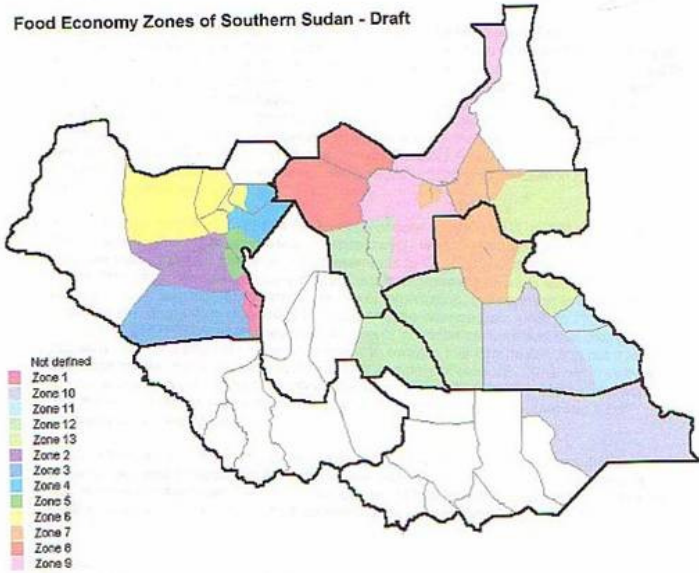 Food Economy Zones of Southern Sudan - Draft
Not defined
Zone 1
Zone 10
Zone 11
Zone 12
Zone 13
Zone 2
Zone 3
Zone 4
Zone 5
Zone 6
Zone 7
Zone 8
Zone 9